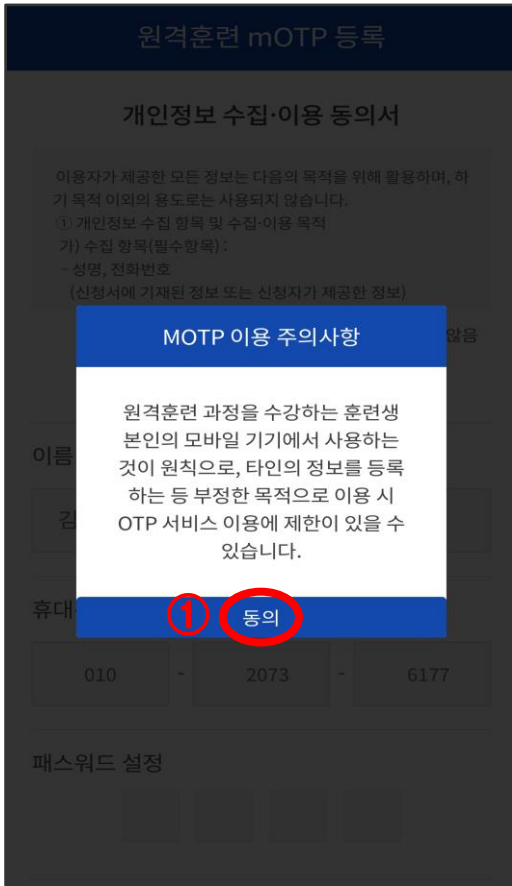 원격훈련 mOTP 등록
개인정보 수집·이용 동의서
이용자가 제공한 모든 정보는 다음의 목적을 위해 활용하며, 하
기 목적 이외의 용도로는 사용되지 않습니다.
① 개인정보 수집 항목 및 수집·이용 목적
가) 수집 항목(필수항목) :
- 성명, 전화번호
(신청서에 기재된 정보 또는 신청자가 제공한 정보)
않음
MOTP 이용 주의사항
원격훈련 과정을 수강하는 훈련생
본인의 모바일 기기에서 사용하는
것이 원칙으로, 타인의 정보를 등록
하는 등 부정한 목적으로 이용 시
OTP 서비스 이용에 제한이 있을 수
있습니다.
이름
김
① 동의
휴대
010 - 2073 - 6177
패스워드 설정